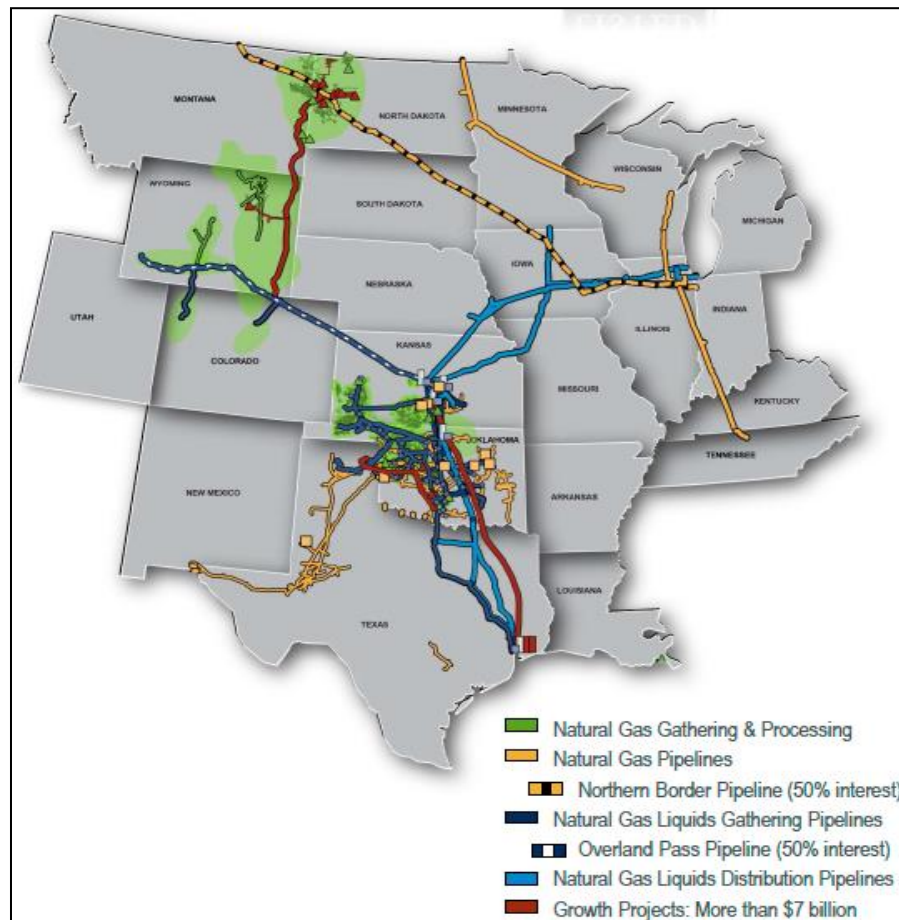 MONTANA
NORTH DAKOTA
MINNESOTA
WISCONSIN
MICHIGAN
WYOMING
SOUTH DAKOTA
IOWA
NEBRASKA
UTAH
COLORADO
KANSAS
ILLINOIS
INDIANA
MISSOURI
KENTUCKY
TENNESSEE
NEW MEXICO
OKLAHOMA
ARKANSAS
TEXAS
LOUISIANA
Natural Gas Gathering & Processing
Natural Gas Pipelines
Northern Border Pipeline (50% interest)
Natural Gas Liquids Gathering Pipelines
Overland Pass Pipeline (50% interest)
Natural Gas Liquids Distribution Pipelines
Growth Projects: More than $7 billion